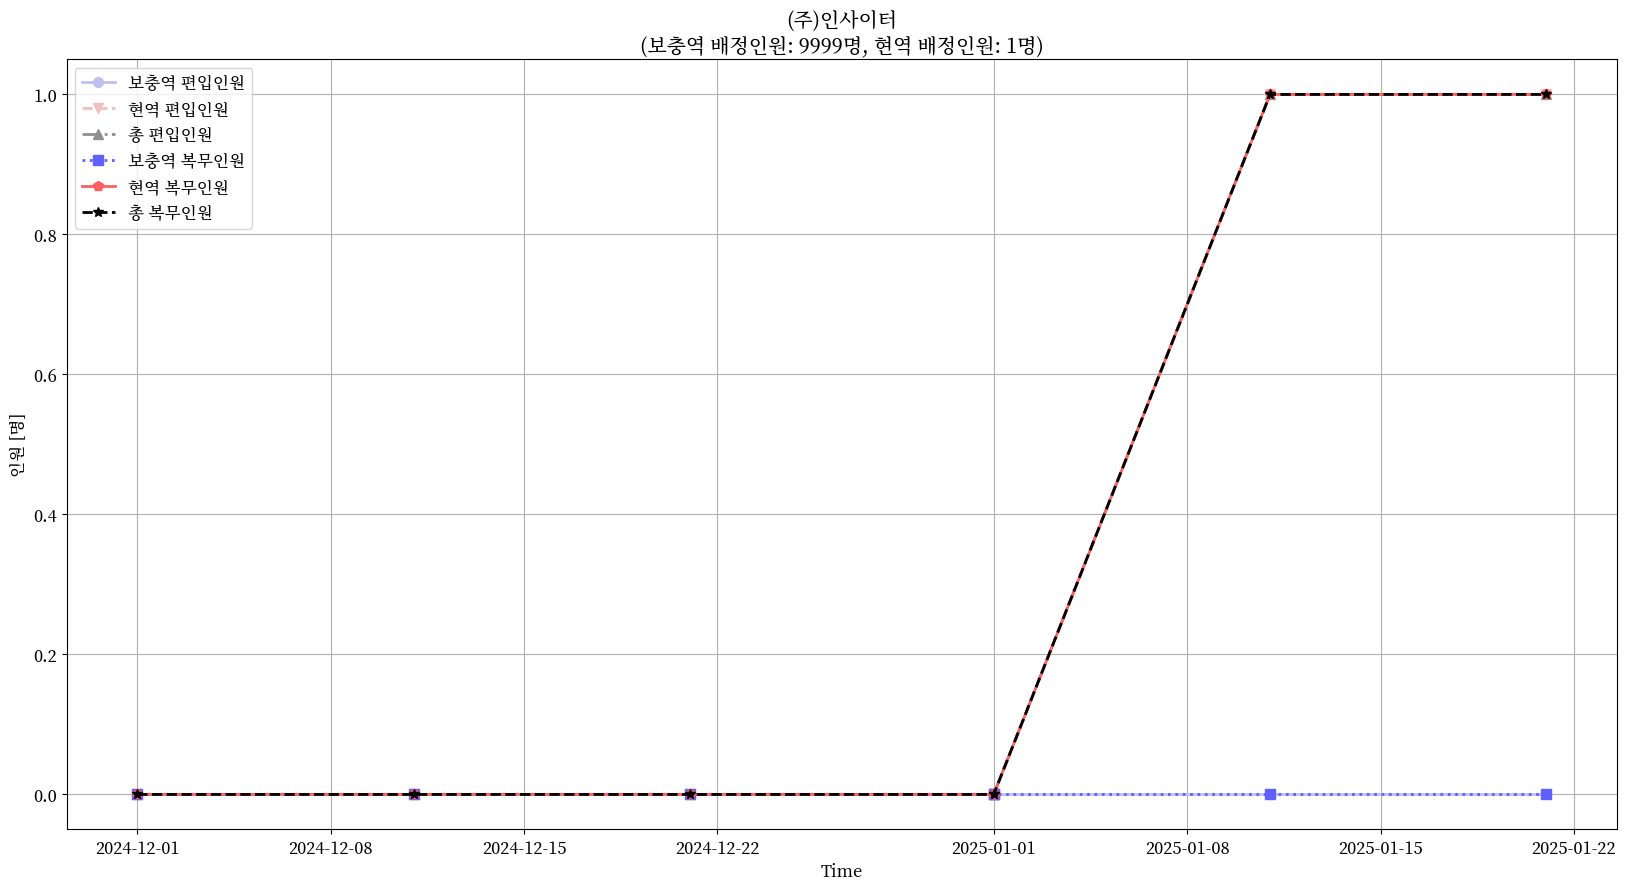 (주)인사이터
(보충역 배정인원: 9999명, 현역 배정인원: 1명)
보충역 편입인원
현역 편입인원
총 편입인원
보충역 복무인원
현역 복무인원
총 복무인원
1.0
0.8
0.6
0.4
0.2
0.0
인원 [명]
2024-12-01
2024-12-08
2024-12-15
2024-12-22
2025-01-01
2025-01-08
2025-01-15
2025-01-22
Time